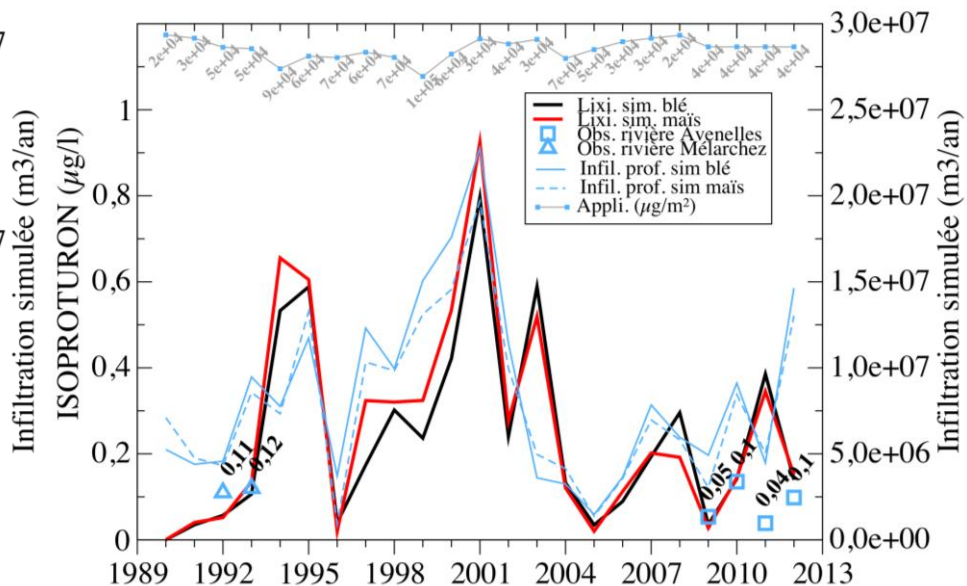 7
7
Infiltration simulée (m3/an)
ISOPROTURON (µg/l)
1
0,8
0,6
0,4
0,2
0
2e+04
3e+04
5e+04
5e+04
9e+04
6e+04
7e+04
6e+04
7e+04
1e+05
6e+04
3e+04
4e+04
3e+04
7e+04
5e+04
3e+04
3e+04
2e+04
4e+04
4e+04
4e+04
4e+04
Lixi. sim. blé
Lixi. sim. maïs
Obs. rivière Avenelles
Obs. rivière Mélarchez
Infil. prof. sim blé
Infil. prof. sim maïs
Appli. (µg/m²)
0,11
0,12
0,05
0,1
0,04
0,1
3,0e+07
2,5e+07
2,0e+07
1,5e+07
1,0e+07
5,0e+06
0,0e+00
Infiltration simulée (m3/an)
1989 1992 1995 1998 2001 2004 2007 2010 2013